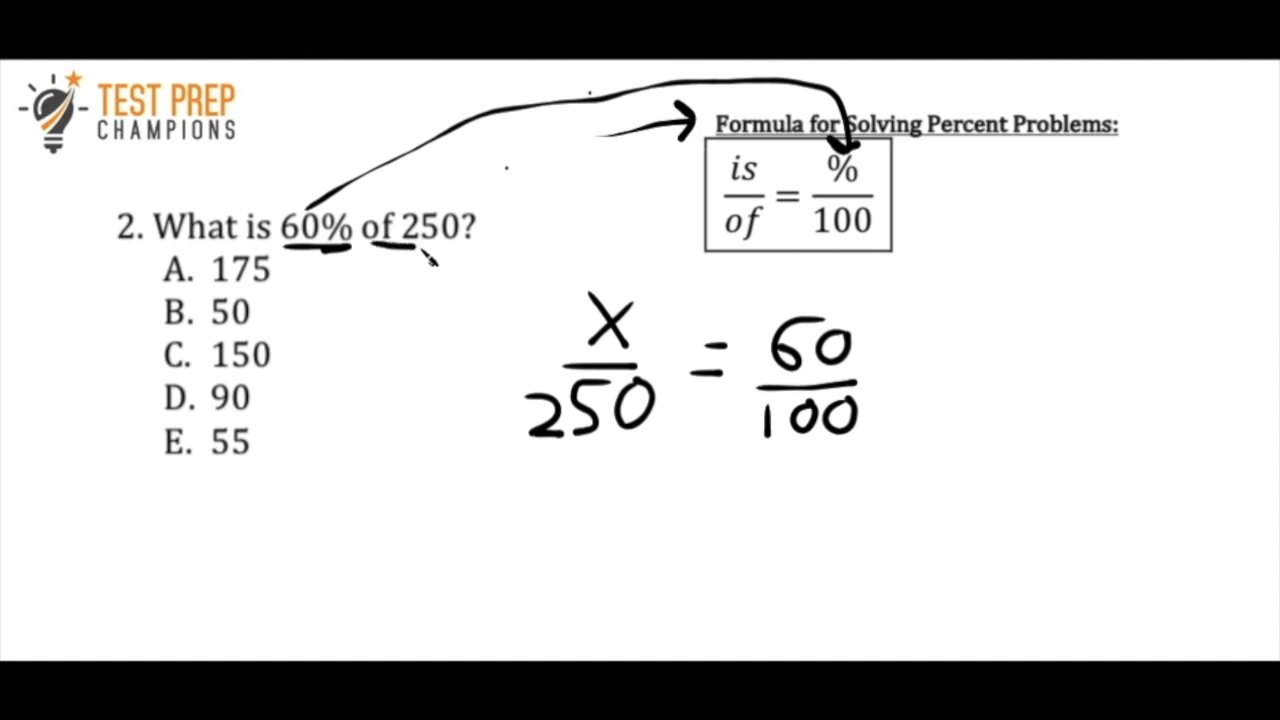 TEST PREP
CHAMPIONS
Formula for Solving Percent Problems:
is
of
=
%
100
2. What is 60% of 250?
A. 175
B. 50
C. 150
D. 90
E. 55
X
250
=
60
100